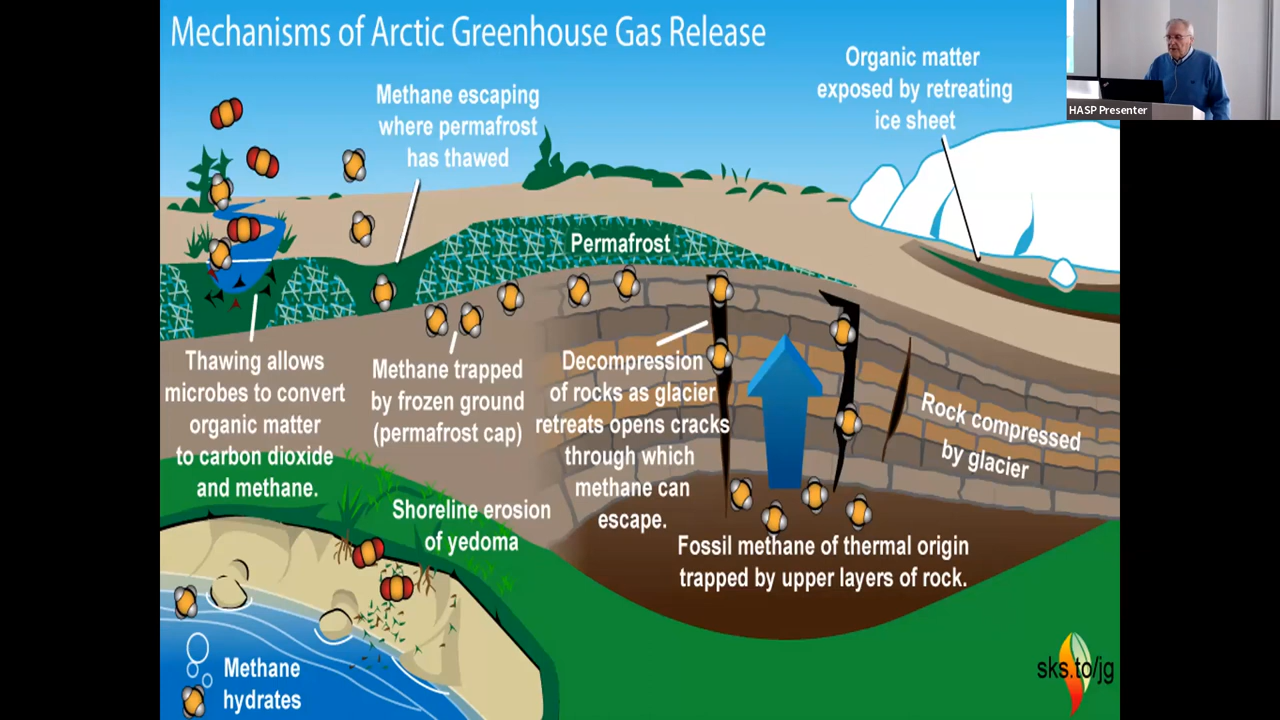 Mechanisms of Arctic Greenhouse Gas Release
HASP Presenter
Methane escaping
where permafrost
has thawed
Organic matter
exposed by retreating
ice sheet
Permafrost
Thawing allows
microbes to convert
organic matter
to carbon dioxide
and methane.
Methane trapped
by frozen ground
(permafrost cap)
Decompression
of rocks as glacier
retreats opens cracks
through which
methane can
escape.
Rock compressed
by glacier
Shoreline erosion
of yedoma
Fossil methane of thermal origin
trapped by upper layers of rock.
Methane
hydrates
sks.to/jg